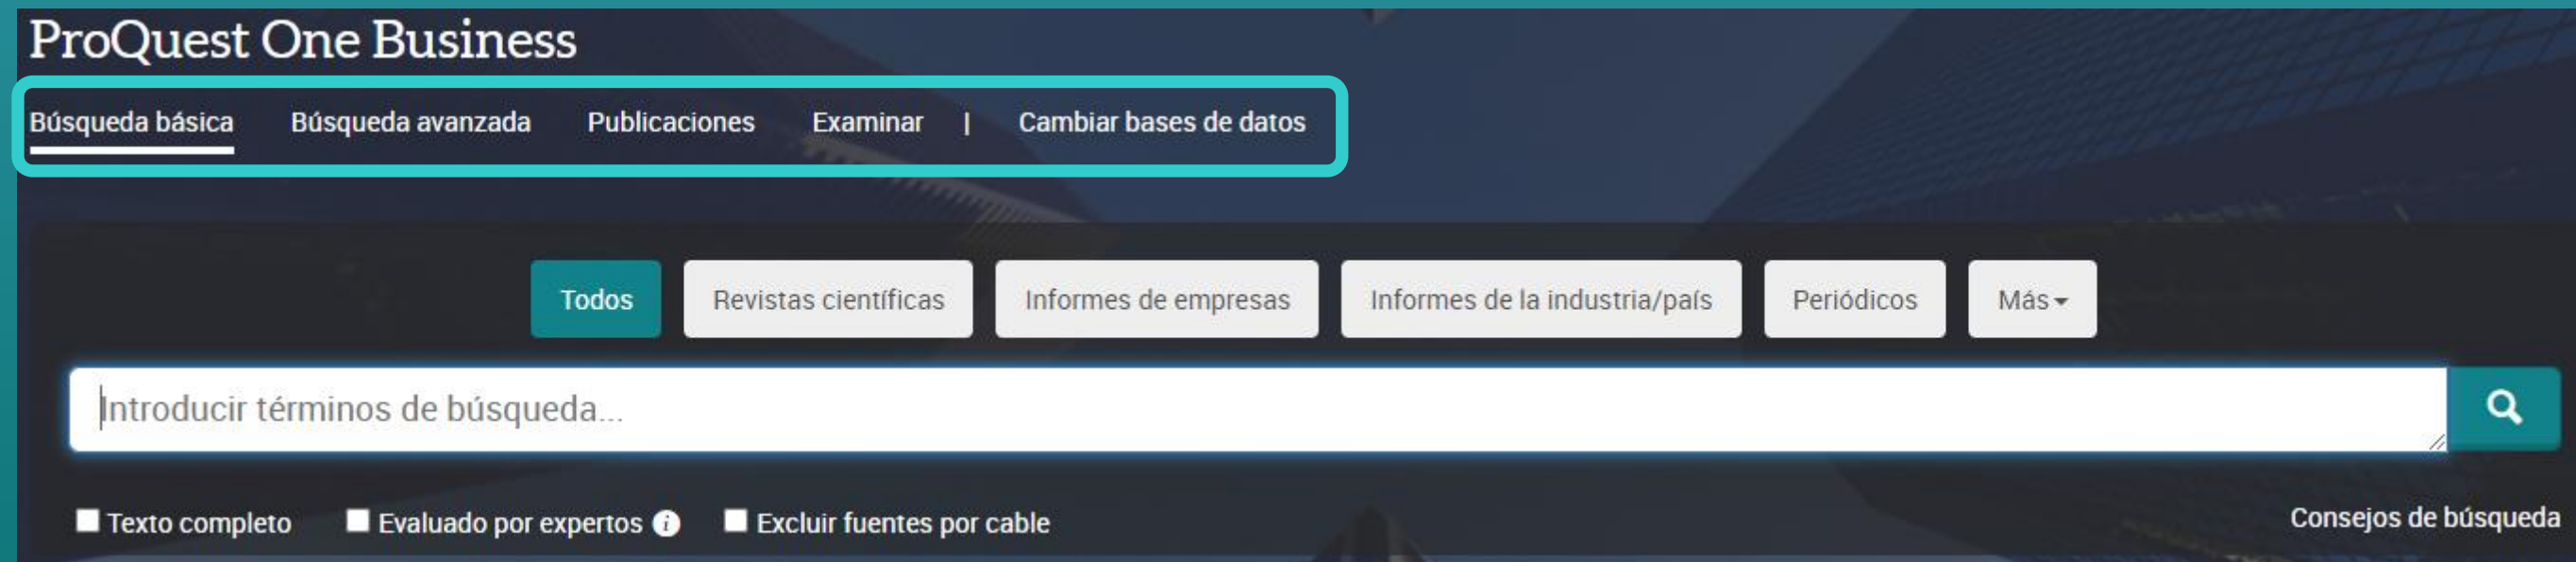 ProQuest One Business
Búsqueda básica Búsqueda avanzada Publicaciones Examinar | Cambiar bases de datos
Todos Revistas científicas Informes de empresas Informes de la industria/país Periódicos Más
Introducir términos de búsqueda...
Texto completo Evaluado por expertos i Excluir fuentes por cable Consejos de búsqueda